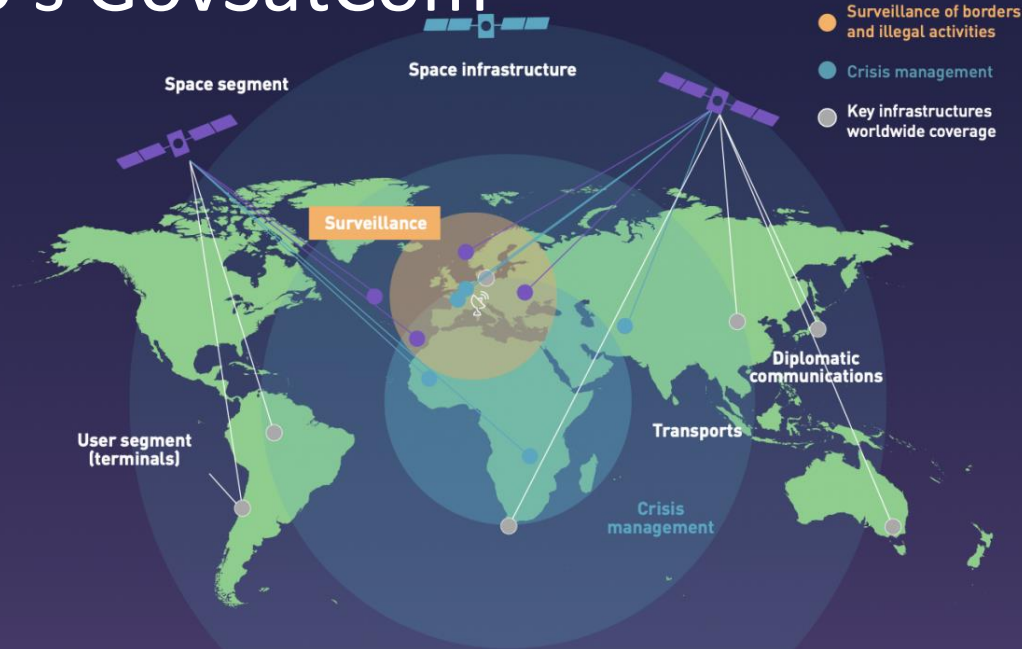 's GovSatCom
Surveillance of borders
and illegal activities
Space infrastructure
Space segment
Crisis management
Key infrastructures
worldwide coverage
Surveillance
Diplomatic
communications
Transports
User segment
(terminals)
Crisis
management